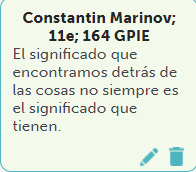 Constantin Marinov;
11e; 164 GPIE
El significado que
encontramos detrás de
las cosas no siempre es
el significado que
tienen.